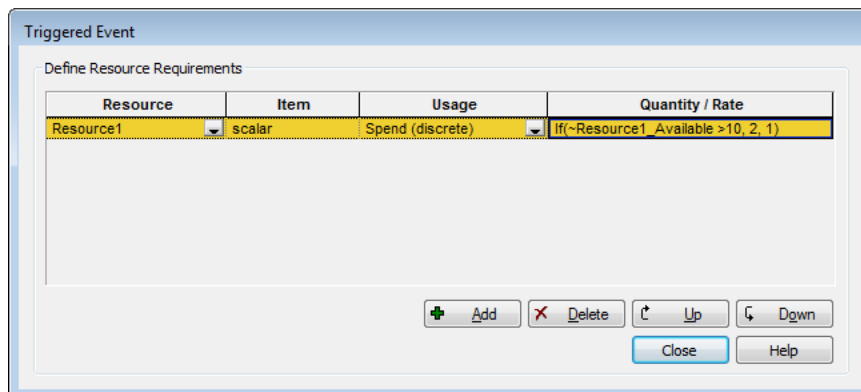 Triggered Event
Define Resource Requirements
Resource Item Usage Quantity / Rate
Resource1 scalar Spend (discrete) If(~Resource1_Available >10, 2, 1)
Add Delete Up Down
Close Help